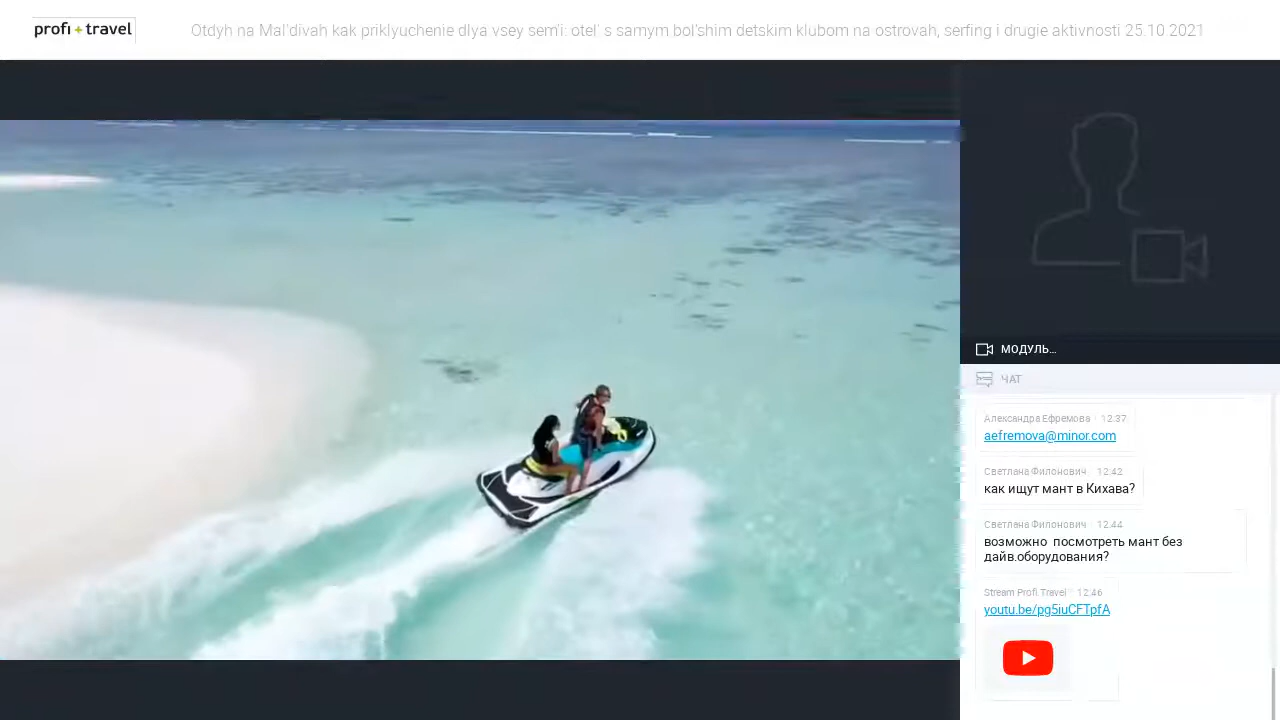 profi + travel
Otdyh na Mal'divah kak priklyuchenie dlya vsey sem'i: otel' s samym bol'shim detskim klubom na ostrovah, serfing i drugie aktivnosti 25.10 2021
МОДУЛЬ...
ЧАТ
Александра Ефремова · 12:37
aefremova@minor.com
Светлана Филонович · 12:42
как ищут мант в Кихава?
Светлана Филонович · 12:44
возможно посмотреть мант без
дайв.оборудования?
Stream Profi.Travel · 12:46
youtu.be/pg5iuCFTpfA